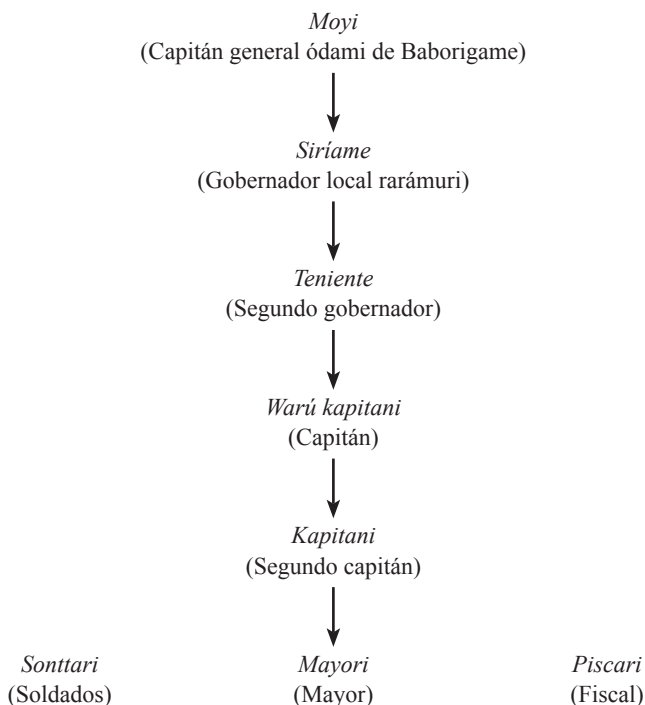 Moyi
(Capitán general ódami de Baborigame)
Siríame
(Gobernador local rarámuri)
Teniente
(Segundo gobernador)
Warú kapitani
(Capitán)
Kapitani
(Segundo capitán)
Sonttari Mayori Piscari
(Soldados) (Mayor) (Fiscal)